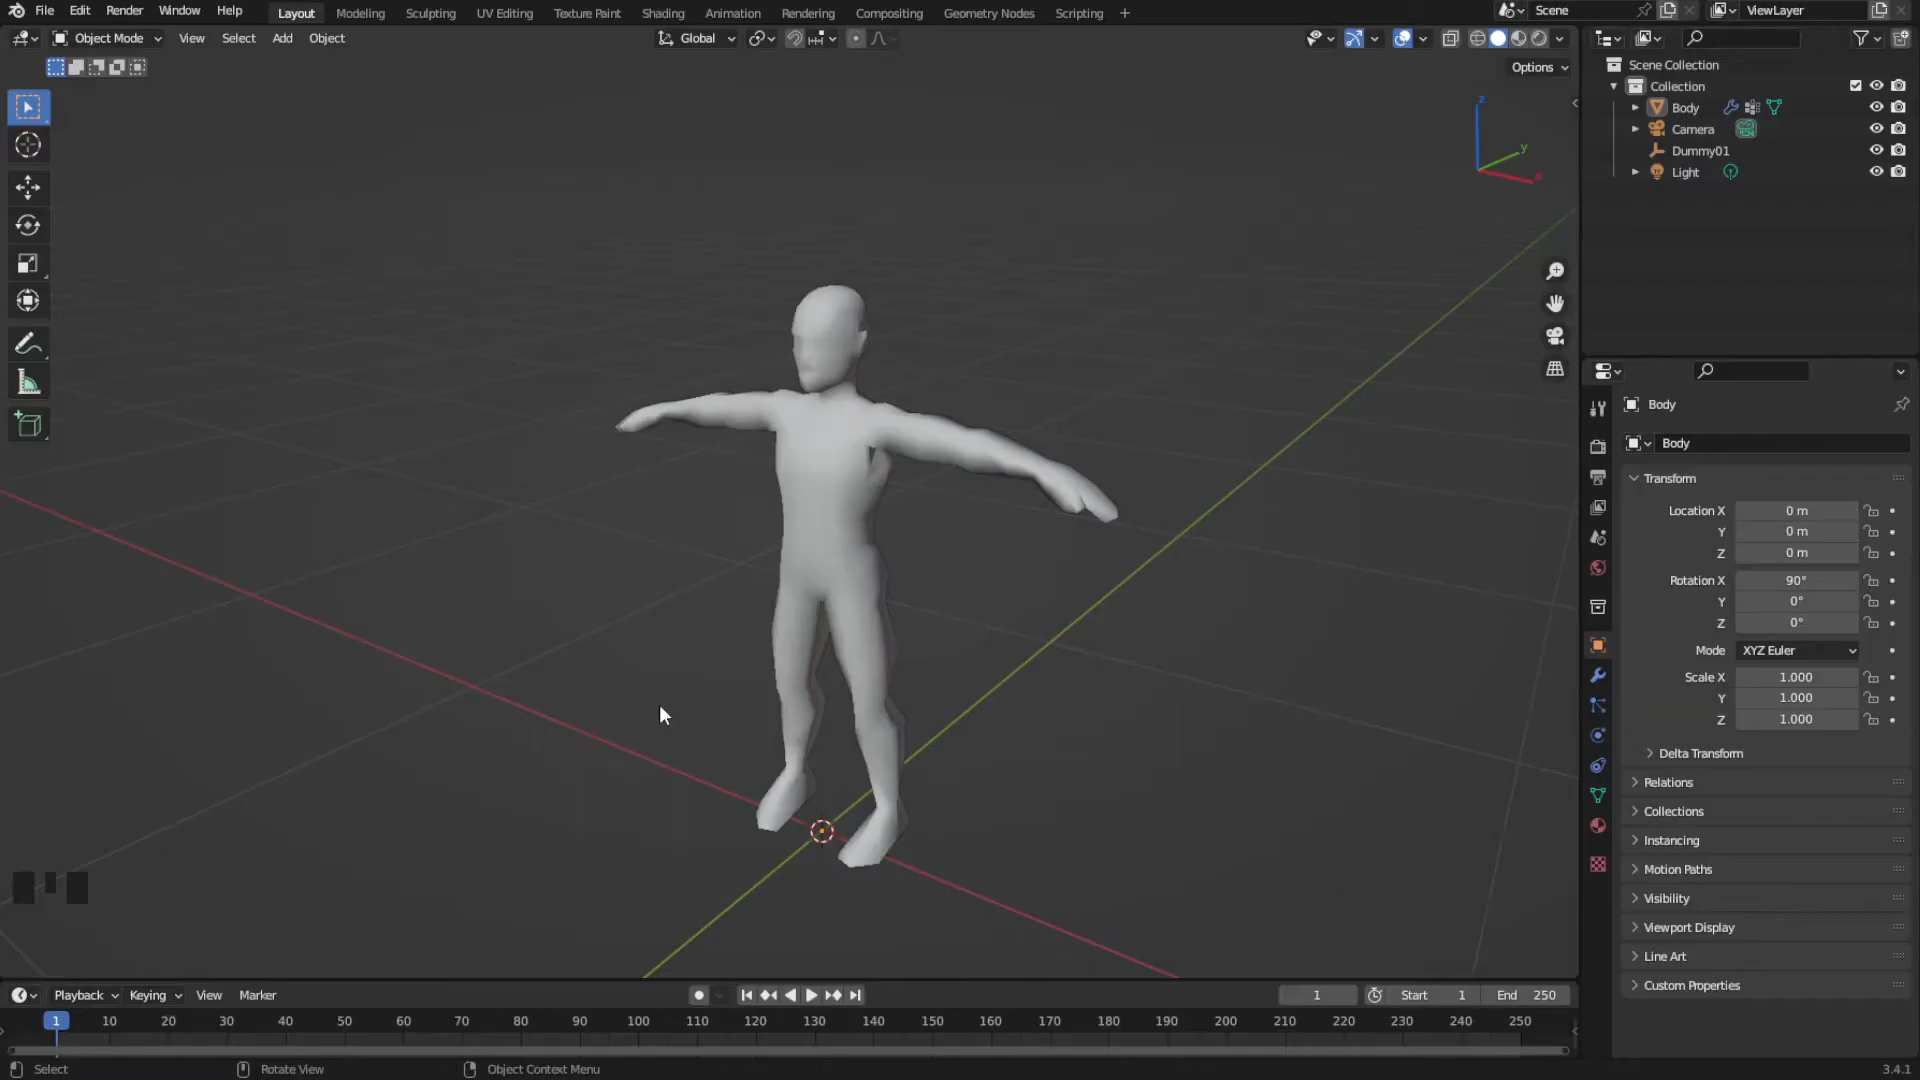 File Edit Render Window Help Layout Modeling Sculpting UV Editing Texture Paint Shading Animation Rendering Compositing Geometry Nodes Scripting + Scene ViewLayer
Object Mode View Select Add Object Global
Options
Scene Collection
Collection
Body
Camera
Dummy01
Light
z
y
x
Body
Body
Transform
Location X 0 m
Y 0 m
Z 0 m
Rotation X 90°
Y 0°
Z 0°
Mode XYZ Euler
Scale X 1.000
Y 1.000
Z 1.000
Delta Transform
Relations
Collections
Instancing
Motion Paths
Visibility
Viewport Display
Line Art
Custom Properties
Playback Keying View Marker 1 Start 1 End 250
1 10 20 30 40 50 60 70 80 90 100 110 120 130 140 150 160 170 180 190 200 210 220 230 240 250
Select Rotate View Object Context Menu 3.4.1